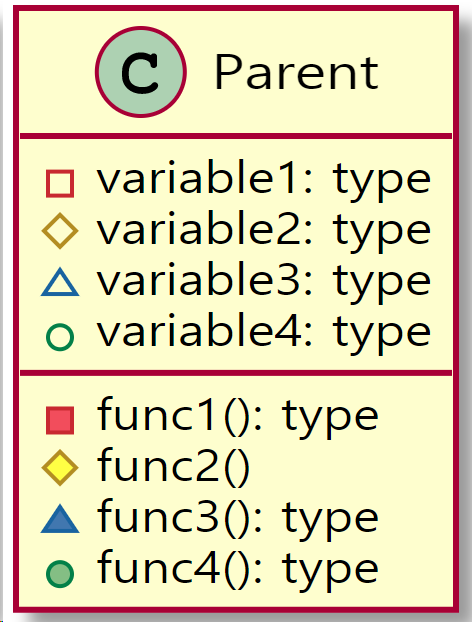 C Parent
variable1: type
variable2: type
variable3: type
variable4: type
func1(): type
func2()
func3(): type
func4(): type